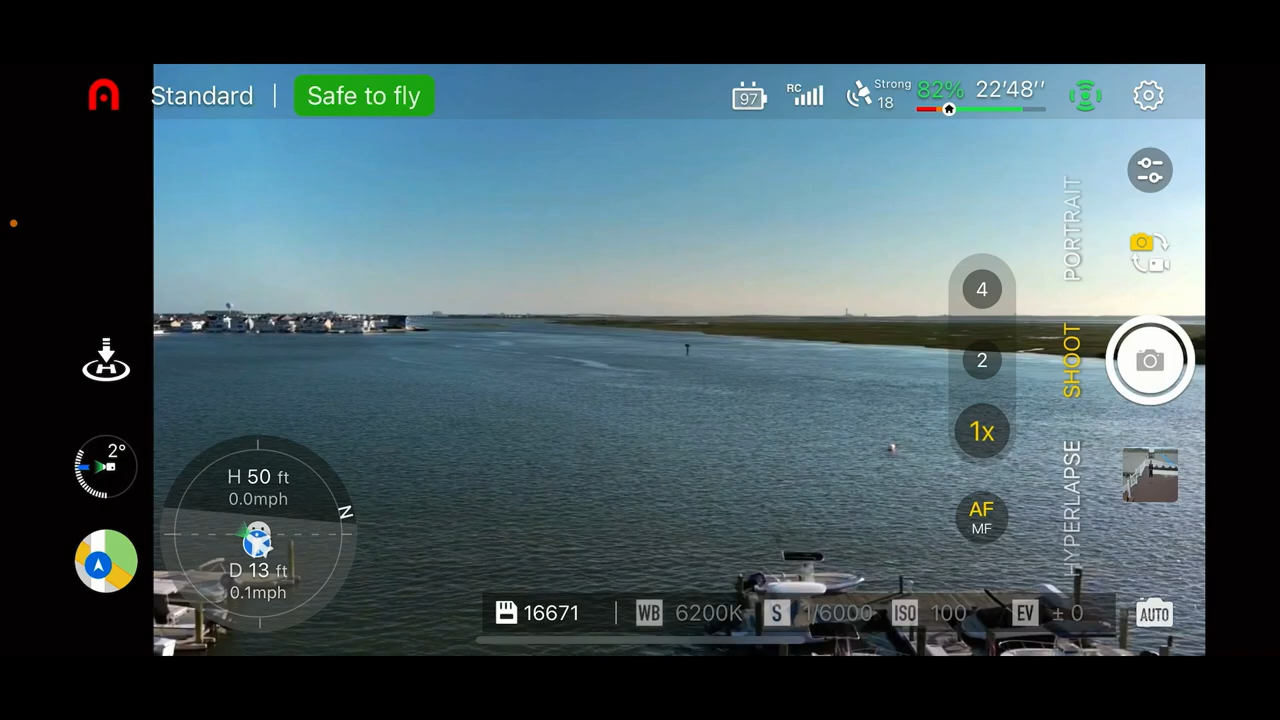 Standard | Safe to fly
97
RC
Strong
18
82% 22'48''
PORTRAIT
4
2
SHOOT
1x
2°
HYPERLAPSE
H 50 ft
0.0mph
N
AF
MF
D 13 ft
0.1mph
16671 | WB 6200K S 1/6000 ISO 100 EV ± 0
AUTO